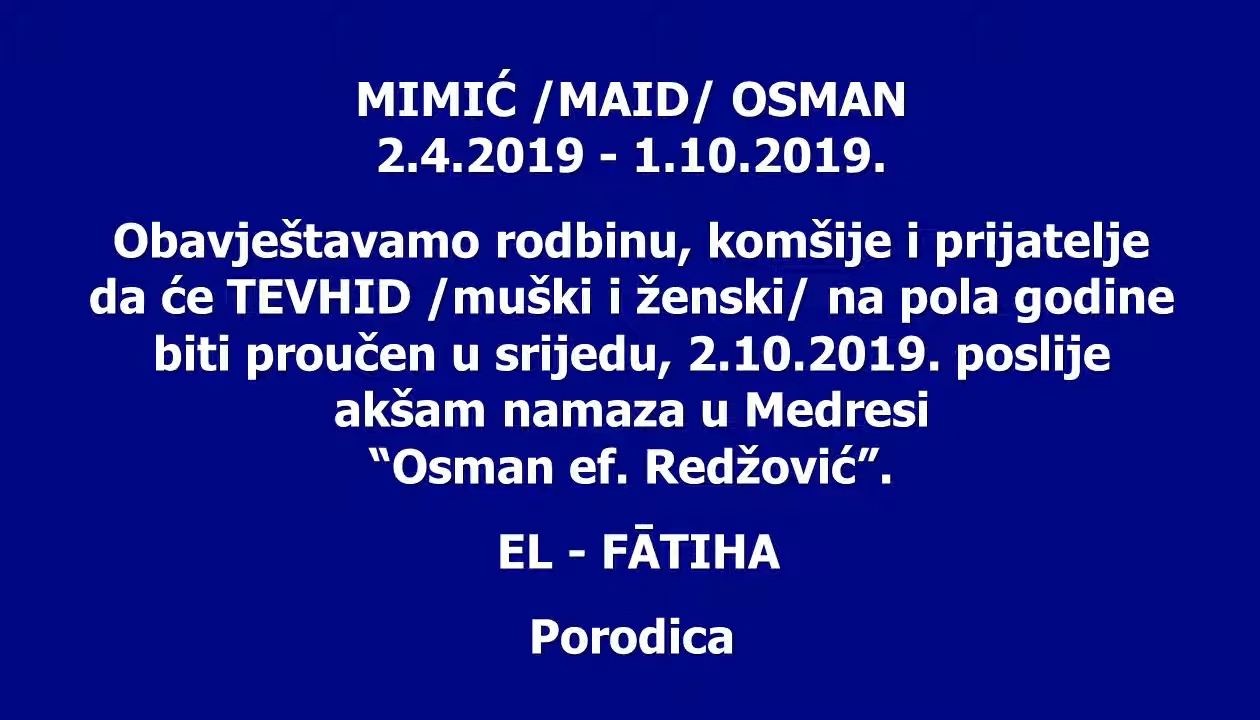 MIMIĆ /MAID/ OSMAN
2.4.2019 - 1.10.2019.
Obavještavamo rodbinu, komšije i prijatelje
da će TEVHID /muški i ženski/ na pola godine
biti proučen u srijedu, 2.10.2019. poslije
akšam namaza u Medresi
“Osman ef. Redžović”.
EL - FĀTIHA
Porodica